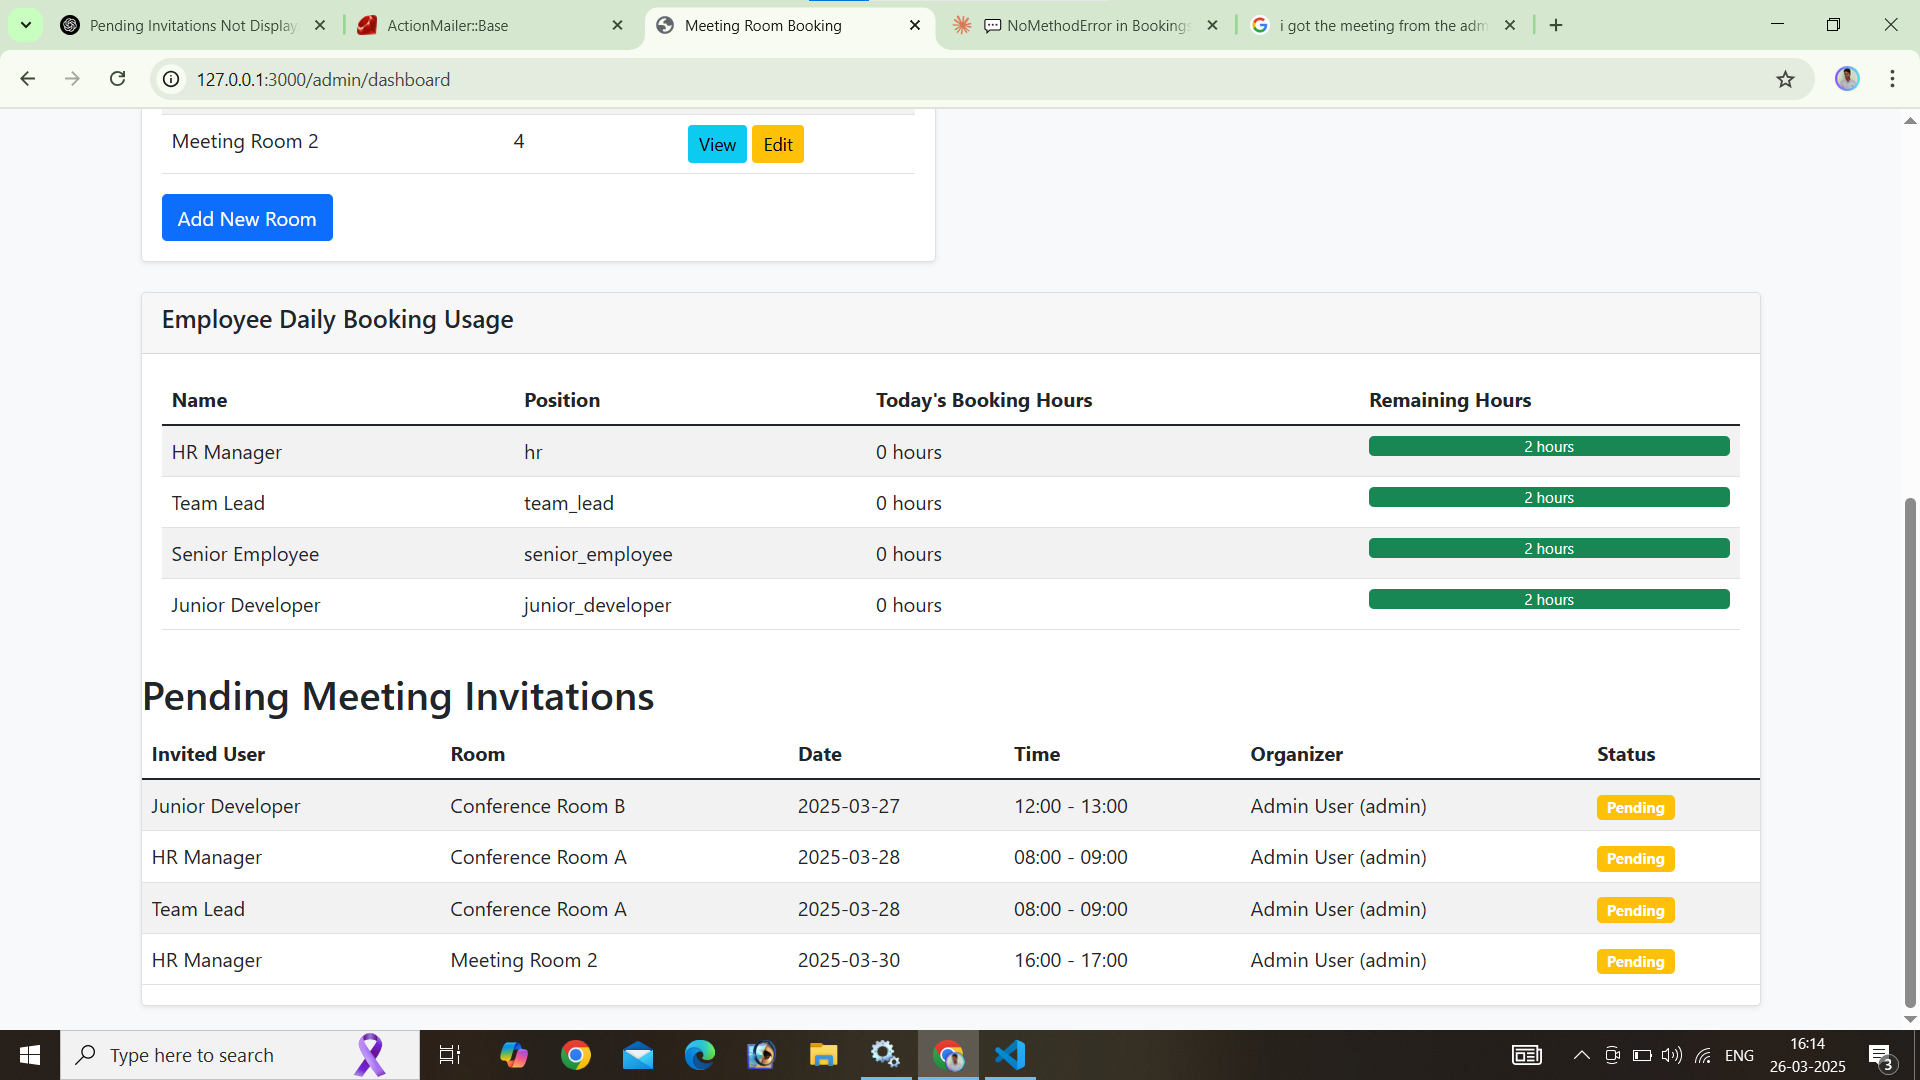 Pending Invitations Not Display
ActionMailer::Base
Meeting Room Booking
NoMethodError in Bookings
i got the meeting from the adm
127.0.0.1:3000/admin/dashboard
Meeting Room 2 4 View Edit
Add New Room
Employee Daily Booking Usage
Name Position Today's Booking Hours Remaining Hours
HR Manager hr 0 hours 2 hours
Team Lead team_lead 0 hours 2 hours
Senior Employee senior_employee 0 hours 2 hours
Junior Developer junior_developer 0 hours 2 hours
Pending Meeting Invitations
Invited User Room Date Time Organizer Status
Junior Developer Conference Room B 2025-03-27 12:00 - 13:00 Admin User (admin) Pending
HR Manager Conference Room A 2025-03-28 08:00 - 09:00 Admin User (admin) Pending
Team Lead Conference Room A 2025-03-28 08:00 - 09:00 Admin User (admin) Pending
HR Manager Meeting Room 2 2025-03-30 16:00 - 17:00 Admin User (admin) Pending
Type here to search
ENG
16:14
26-03-2025
3